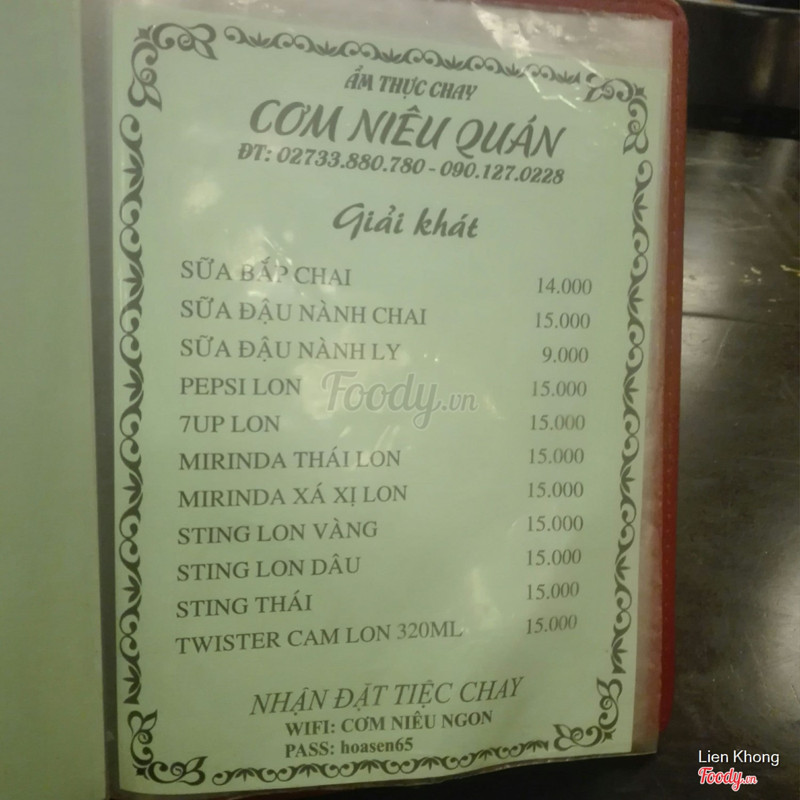 ẨM THỰC CHAY
CƠM NIÊU QUÁN
ĐT: 02733.880.780 - 090.127.0228
Giải khát
SỮA BẮP CHAI 14.000
SỮA ĐẬU NÀNH CHAI 15.000
SỮA ĐẬU NÀNH LY 9.000
PEPSI LON 15.000
Foody.vn
7UP LON 15.000
MIRINDA THÁI LON 15.000
MIRINDA XÁ XỊ LON 15.000
STING LON VÀNG 15.000
STING LON DÂU 15.000
STING THÁI 15.000
TWISTER CAM LON 320ML 15.000
NHẬN ĐẶT TIỆC CHAY
WIFI: CƠM NIÊU NGON
PASS: hoasen65
Lien Khong
Foody.vn